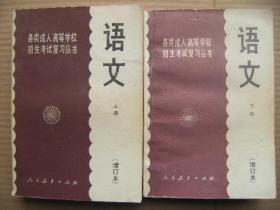 各类成人高等学校
招生考试复习丛书
语文
上册
(增订本)
人民教育出版社
各类成人高等学校
招生考试复习丛书
语文
下册
(增订本)
人民教育出版社